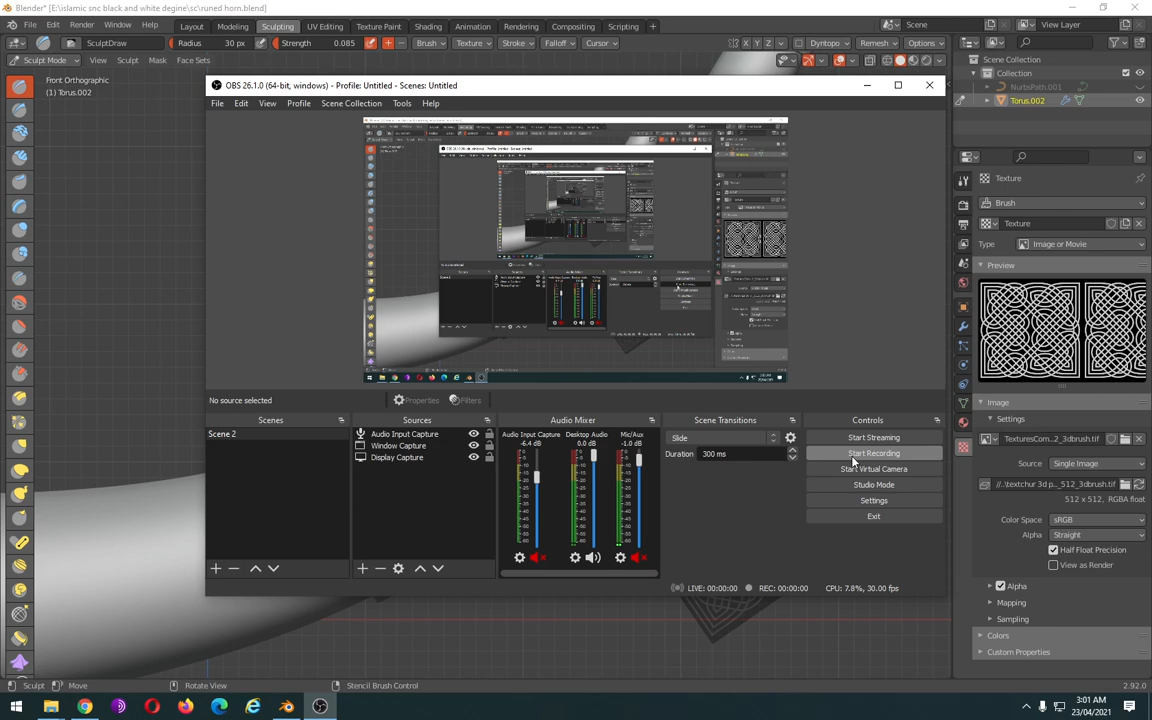 Blender* [E:\islamic snc black and white degine\sc\runed horn.blend]
File Edit Render Window Help Layout Modeling Sculpting UV Editing Texture Paint Shading Animation Rendering Compositing Scripting + Scene View Layer
SculptDraw Radius 30 px Strength 0.085 Brush Texture Stroke Falloff Cursor X Y Z Dyntopo Remesh Options
Sculpt Mode View Sculpt Mask Face Sets
Front Orthographic
(1) Torus.002
Scene Collection
Collection
NurbsPath.001
Torus.002
OBS 26.1.0 (64-bit, windows) - Profile: Untitled - Scenes: Untitled
File Edit View Profile Scene Collection Tools Help
No source selected Properties Filters
Scenes Sources Audio Mixer Scene Transitions Controls
Scene 2
Audio Input Capture
Window Capture
Display Capture
Audio Input Capture Desktop Audio Mic/Aux
-6.4 dB 0.0 dB -1.0 dB
Slide
Duration 300 ms
Start Streaming
Start Recording
Start Virtual Camera
Studio Mode
Settings
Exit
LIVE: 00:00:00 REC: 00:00:00 CPU: 7.8%, 30.00 fps
Texture
Brush
Texture
Type Image or Movie
Preview
Image
Settings
TexturesCorn..._2_3dbrush.tif
Source Single Image
//..\textchur 3d p..._512_3dbrush.tif
512 x 512, RGBA float
Color Space sRGB
Alpha Straight
Half Float Precision
View as Render
Alpha
Mapping
Sampling
Colors
Custom Properties
Sculpt Move Rotate View Stencil Brush Control 2.92.0
3:01 AM
23/04/2021